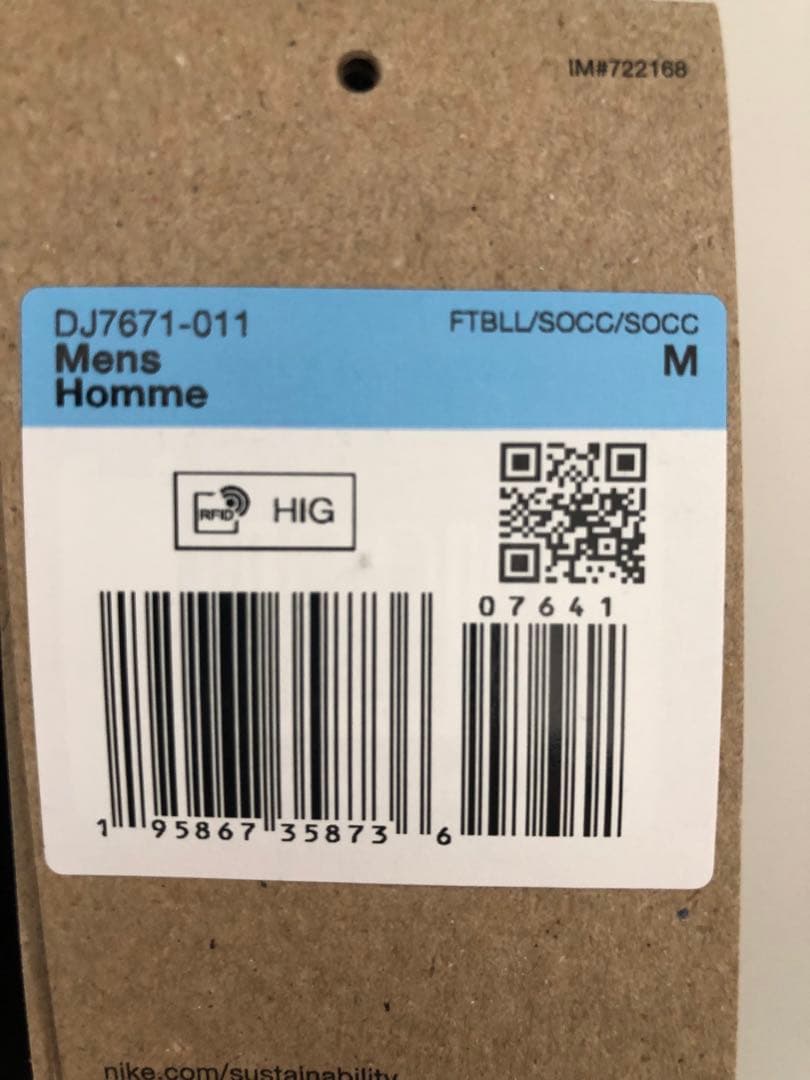 IM#722168
DJ7671-011 FTBLL/SOCC/SOCC
Mens M
Homme
RFID HIG
07641
1 95867 35873 6
nike.com/sustainability